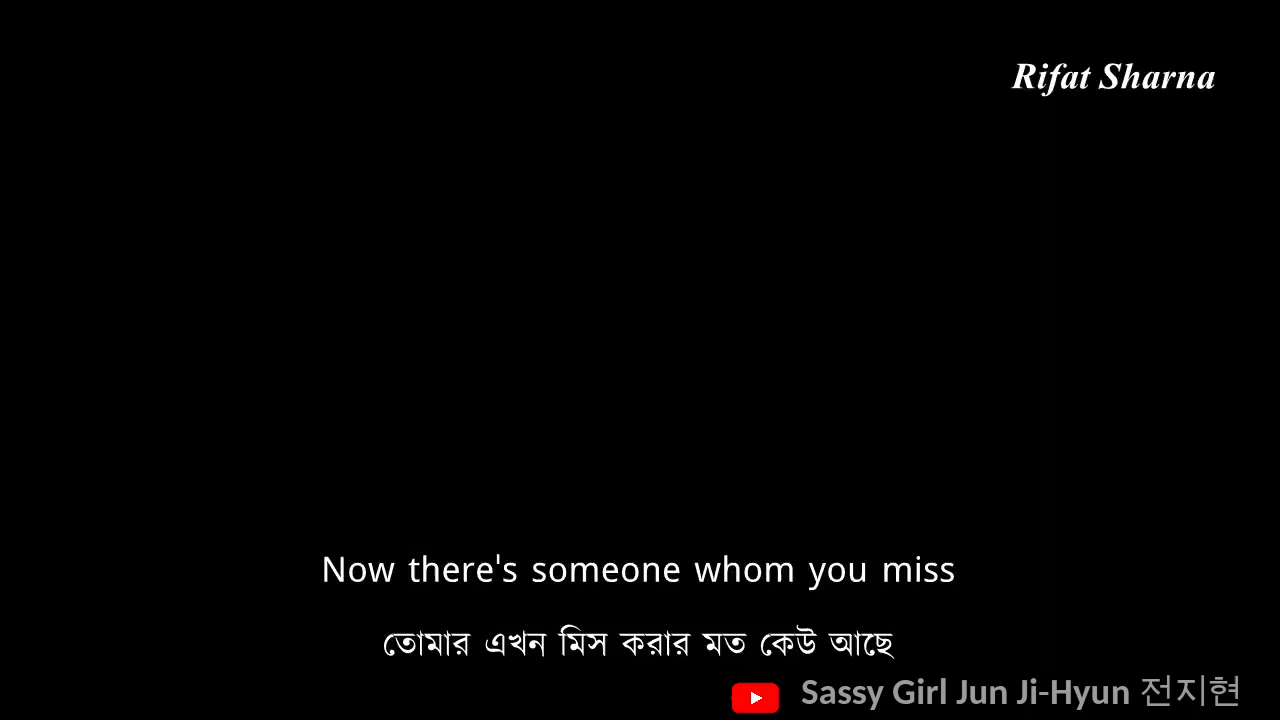 Rifat Sharna
Now there's someone whom you miss
তোমার এখন মিস করার মত কেউ আছে
Sassy Girl Jun Ji-Hyun 전지현